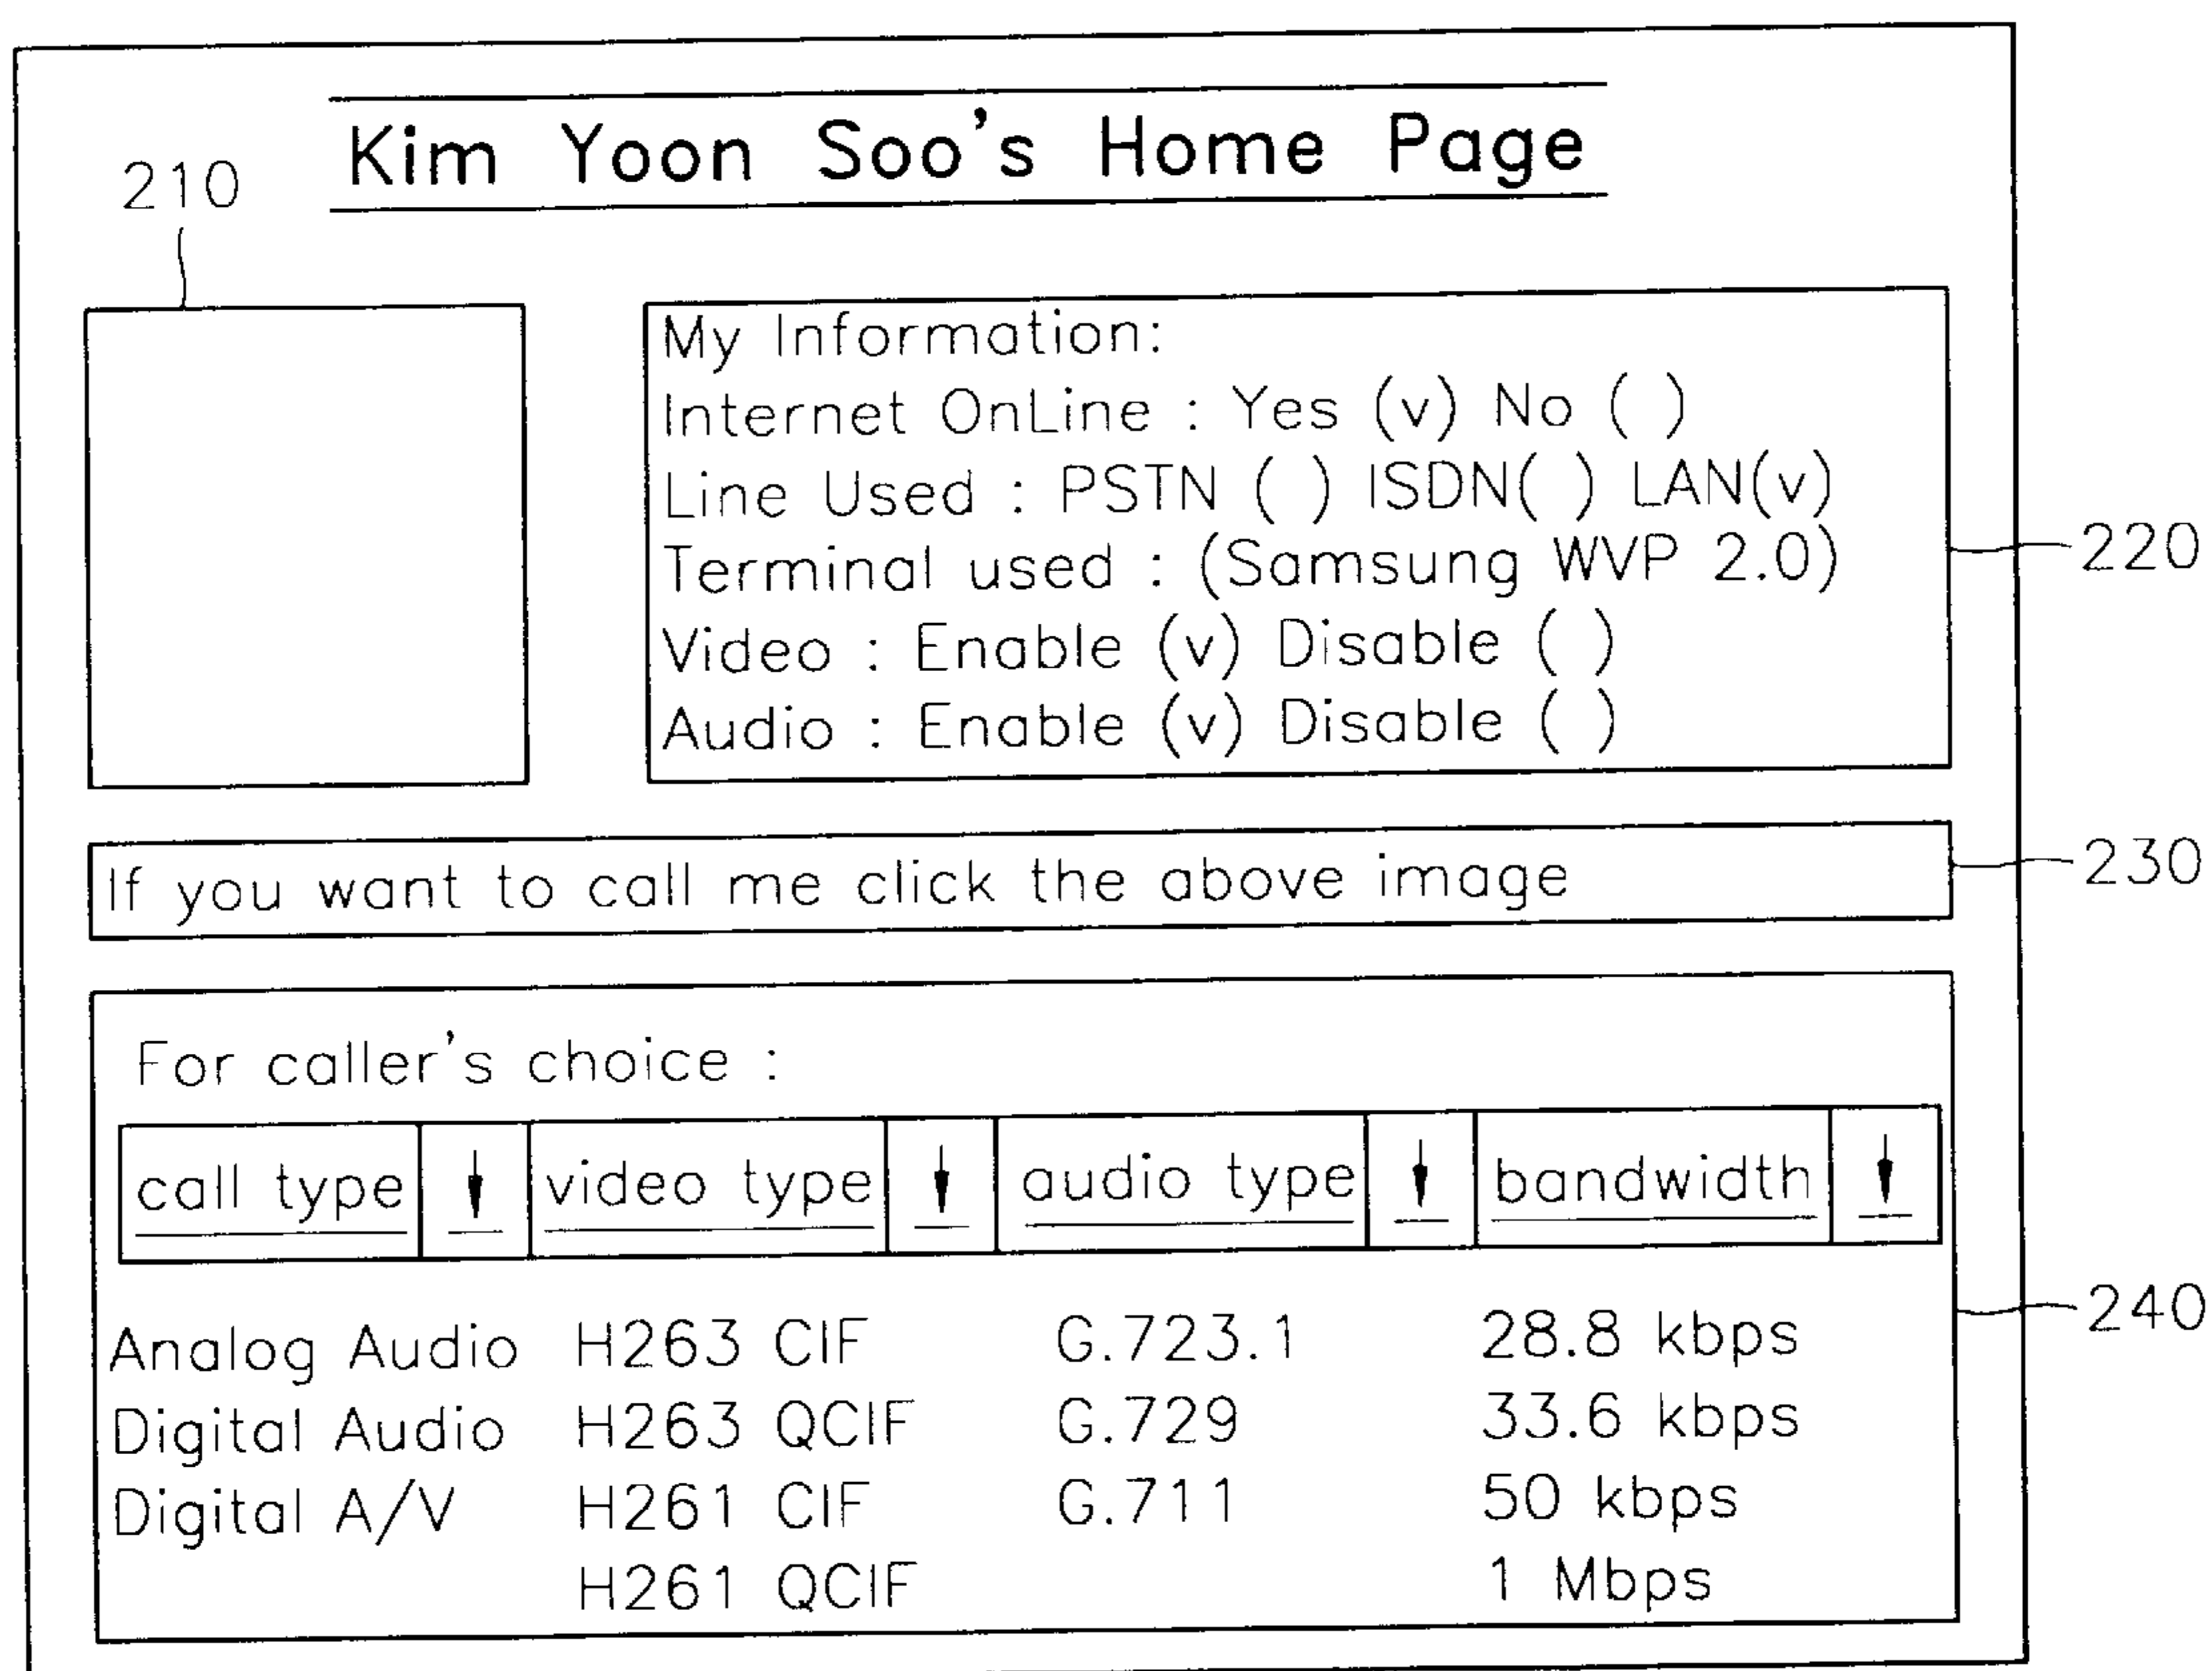 Kim Yoon Soo's Home Page
210
My Information:
Internet OnLine : Yes (v) No ( )
Line Used : PSTN ( ) ISDN( ) LAN(v)
Terminal used : (Samsung WVP 2.0)
Video : Enable (v) Disable ( )
Audio : Enable (v) Disable ( )
220
If you want to call me click the above image
230
For caller's choice :
call type ↓ video type ↓ audio type ↓ bandwidth ↓
240
Analog Audio H263 CIF G.723.1 28.8 kbps
Digital Audio H263 QCIF G.729 33.6 kbps
Digital A/V H261 CIF G.711 50 kbps
H261 QCIF 1 Mbps